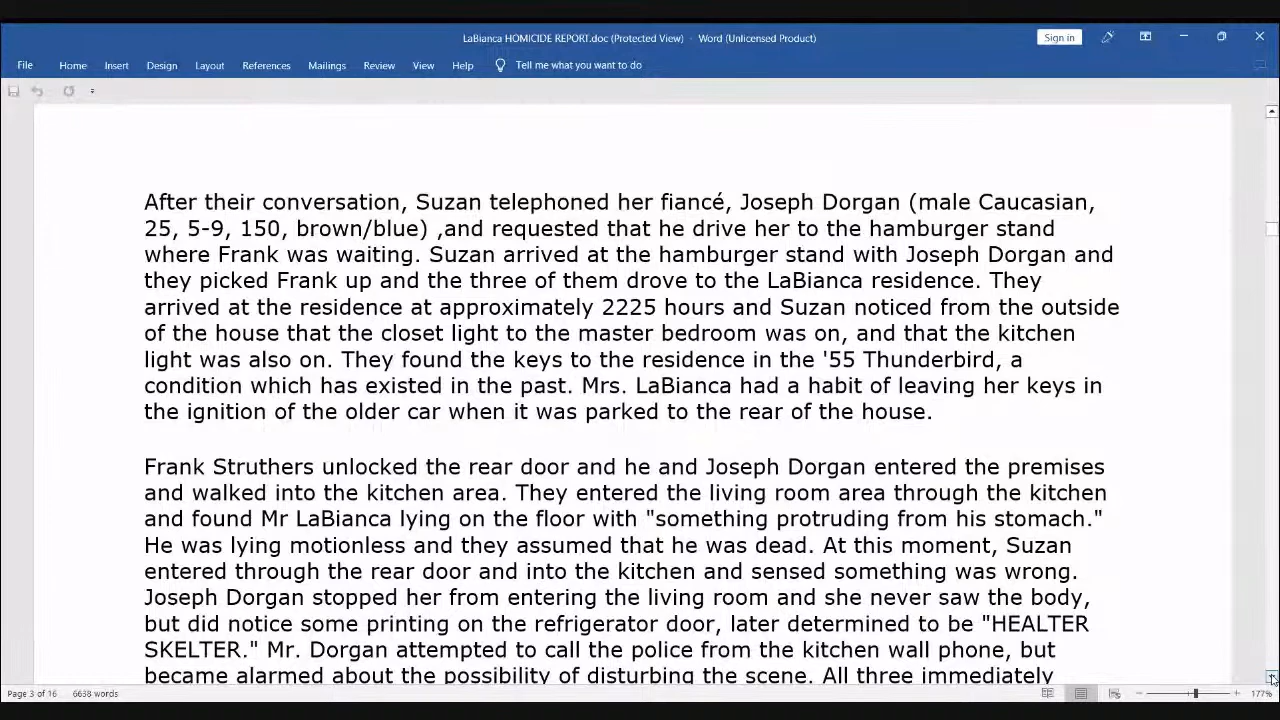 LaBianca HOMICIDE REPORT.doc (Protected View) - Word (Unlicensed Product)
Sign in
File Home Insert Design Layout References Mailings Review View Help Tell me what you want to do
After their conversation, Suzan telephoned her fiancé, Joseph Dorgan (male Caucasian,
25, 5-9, 150, brown/blue) ,and requested that he drive her to the hamburger stand
where Frank was waiting. Suzan arrived at the hamburger stand with Joseph Dorgan and
they picked Frank up and the three of them drove to the LaBianca residence. They
arrived at the residence at approximately 2225 hours and Suzan noticed from the outside
of the house that the closet light to the master bedroom was on, and that the kitchen
light was also on. They found the keys to the residence in the '55 Thunderbird, a
condition which has existed in the past. Mrs. LaBianca had a habit of leaving her keys in
the ignition of the older car when it was parked to the rear of the house.
Frank Struthers unlocked the rear door and he and Joseph Dorgan entered the premises
and walked into the kitchen area. They entered the living room area through the kitchen
and found Mr LaBianca lying on the floor with "something protruding from his stomach."
He was lying motionless and they assumed that he was dead. At this moment, Suzan
entered through the rear door and into the kitchen and sensed something was wrong.
Joseph Dorgan stopped her from entering the living room and she never saw the body,
but did notice some printing on the refrigerator door, later determined to be "HEALTER
SKELTER." Mr. Dorgan attempted to call the police from the kitchen wall phone, but
became alarmed about the possibility of disturbing the scene. All three immediately
Page 3 of 16 6638 words 177%